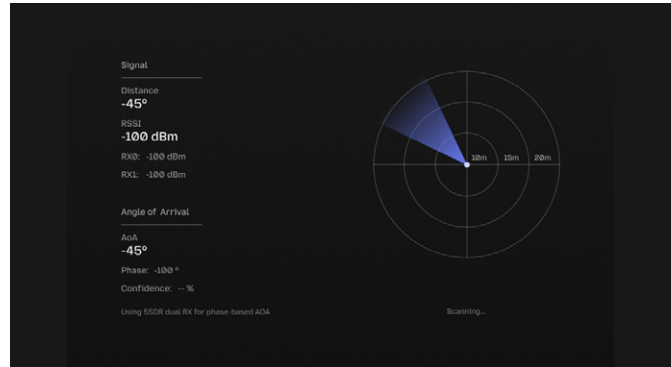 Signal
Distance
-45°
RSSI
-100 dBm
RX0: -100 dBm
RX1: -100 dBm
Angle of Arrival
AoA
-45°
Phase: -100 °
Confidence: -- %
Using SSDR dual RX for phase-based AOA
10m 15m 20m
Scanning...